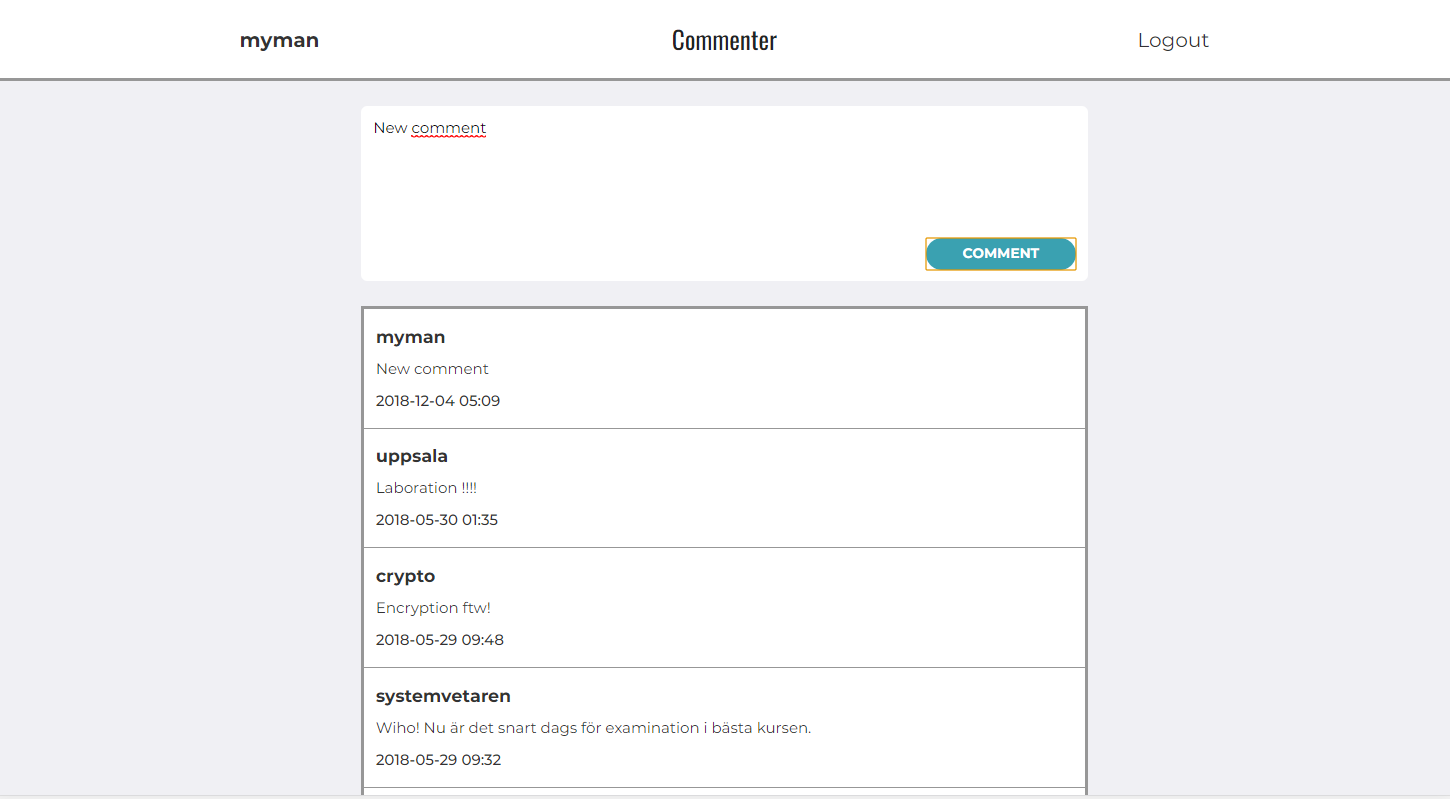 myman Commenter Logout
New comment
COMMENT
myman
New comment
2018-12-04 05:09
uppsala
Laboration !!!!
2018-05-30 01:35
crypto
Encryption ftw!
2018-05-29 09:48
systemvetaren
Wiho! Nu är det snart dags för examination i bästa kursen.
2018-05-29 09:32